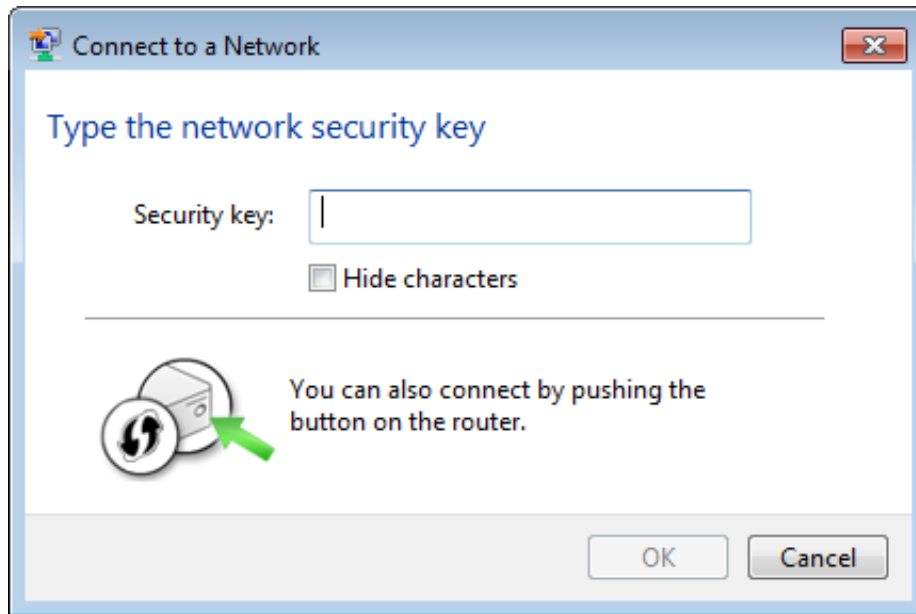 Connect to a Network
Type the network security key
Security key:
Hide characters
You can also connect by pushing the
button on the router.
OK
Cancel